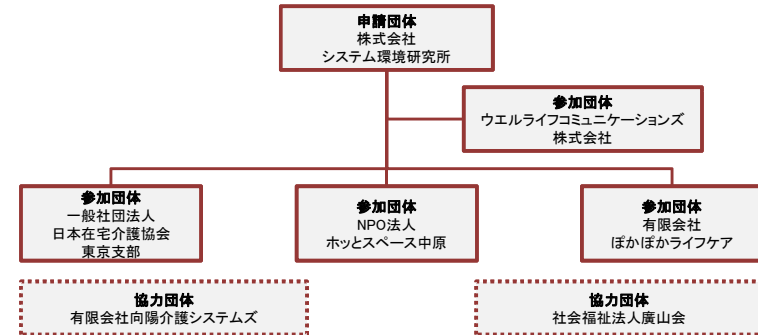 申請団体
株式会社
システム環境研究所
参加団体
ウエルライフコミュニケーションズ
株式会社
参加団体
一般社団法人
日本在宅介護協会
東京支部
参加団体
NPO法人
ホッとスペース中原
参加団体
有限会社
ぽかぽかライフケア
協力団体
有限会社向陽介護システムズ
協力団体
社会福祉法人廣山会